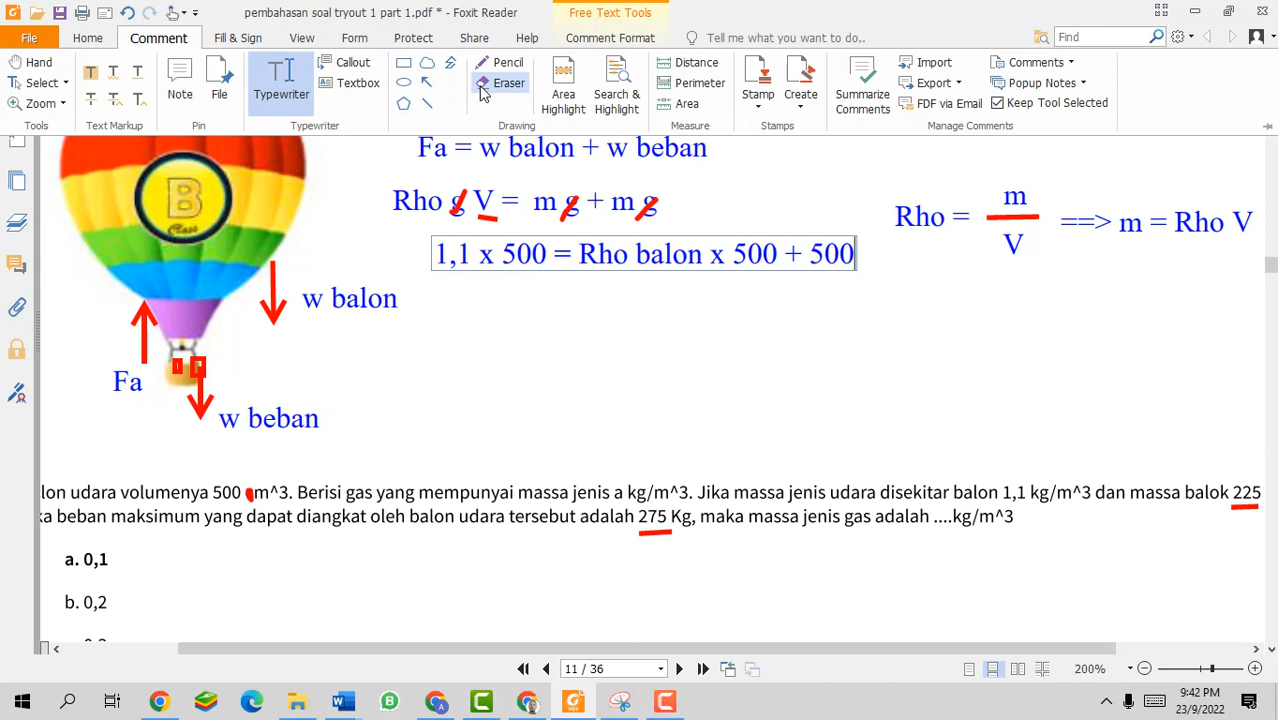 pembahasan soal tryout 1 part 1.pdf * - Foxit Reader
Free Text Tools
File Home Comment Fill & Sign View Form Protect Share Help Comment Format Tell me what you want to do.. Find
Hand
Select
Zoom
Tools
T T T
T T T
Text Markup
Note
File
Pin
Typewriter
Callout
Textbox
Typewriter
Pencil
Eraser
Drawing
Area Highlight
Search & Highlight
Distance
Perimeter
Area
Measure
Stamp
Create
Stamps
Summarize Comments
Import
Export
FDF via Email
Comments
Popup Notes
Keep Tool Selected
Manage Comments
Fa = w balon + w beban
Rho g V = m g + m g
Rho = m / V ==> m = Rho V
1,1 x 500 = Rho balon x 500 + 500
B
Class
w balon
Fa
w beban
lon udara volumenya 500 m^3. Berisi gas yang mempunyai massa jenis a kg/m^3. Jika massa jenis udara disekitar balon 1,1 kg/m^3 dan massa balok 225
ka beban maksimum yang dapat diangkat oleh balon udara tersebut adalah 275 Kg, maka massa jenis gas adalah ....kg/m^3
a. 0,1
b. 0,2
11 / 36
200%
9:42 PM
23/9/2022